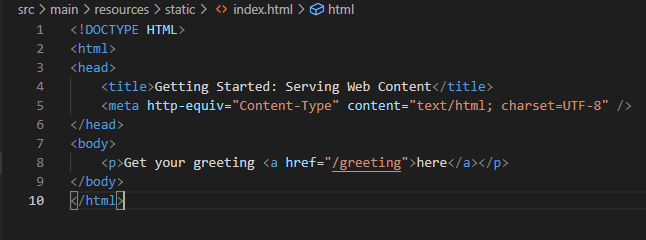 src > main > resources > static > <> index.html > html
1 <!DOCTYPE HTML>
2 <html>
3 <head>
4     <title>Getting Started: Serving Web Content</title>
5     <meta http-equiv="Content-Type" content="text/html; charset=UTF-8" />
6 </head>
7 <body>
8     <p>Get your greeting <a href="/greeting">here</a></p>
9 </body>
10 </html>